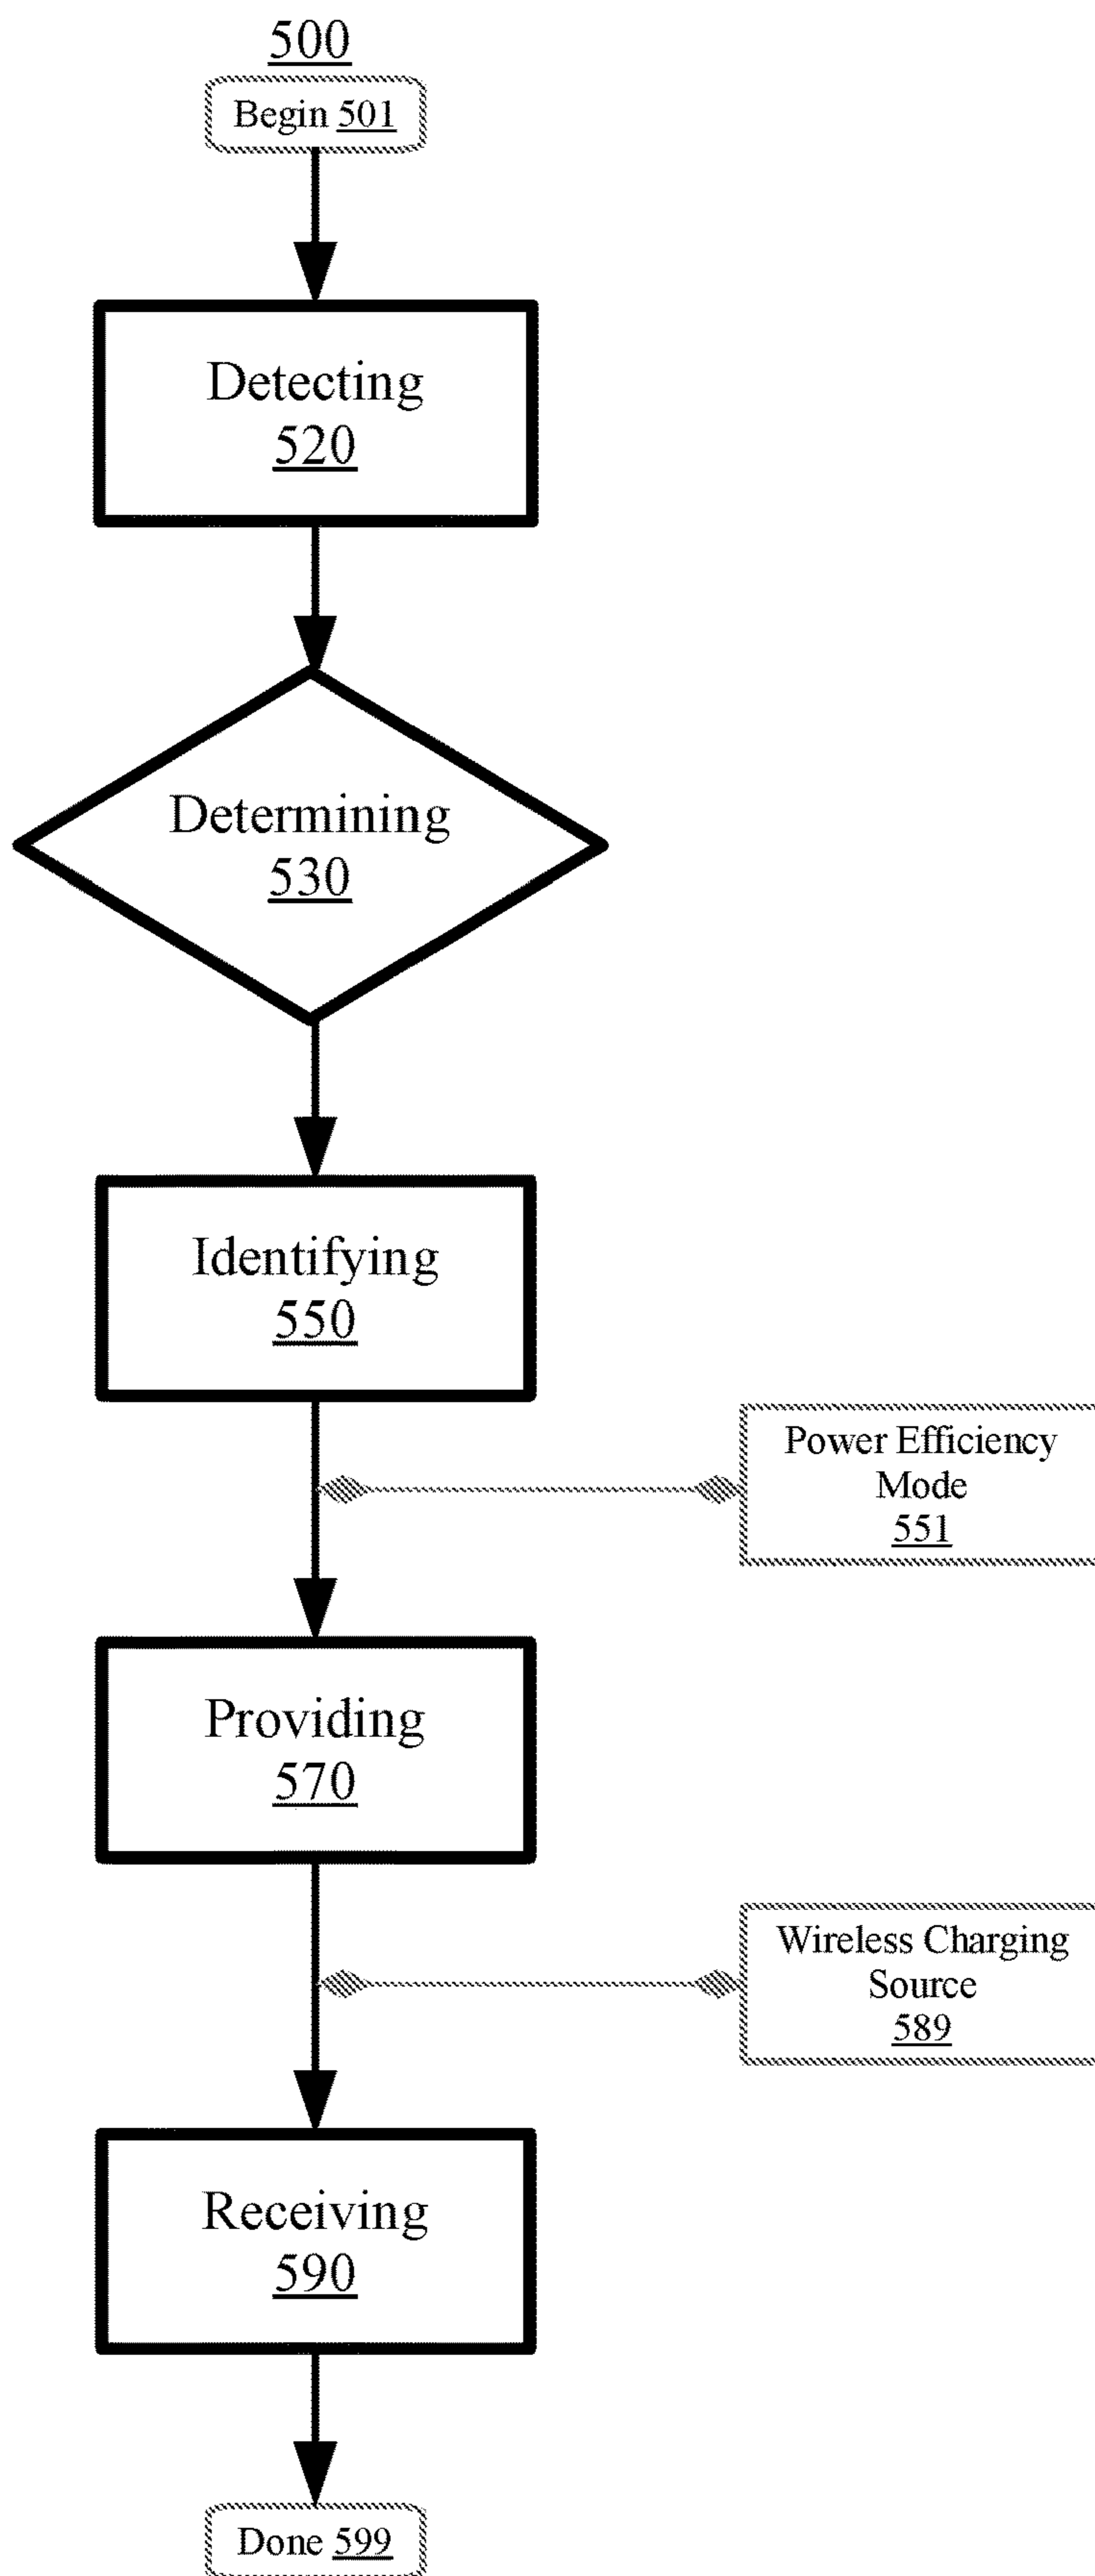 500
Begin 501
Detecting
520
Determining
530
Identifying
550
Power Efficiency
Mode
551
Providing
570
Wireless Charging
Source
589
Receiving
590
Done 599